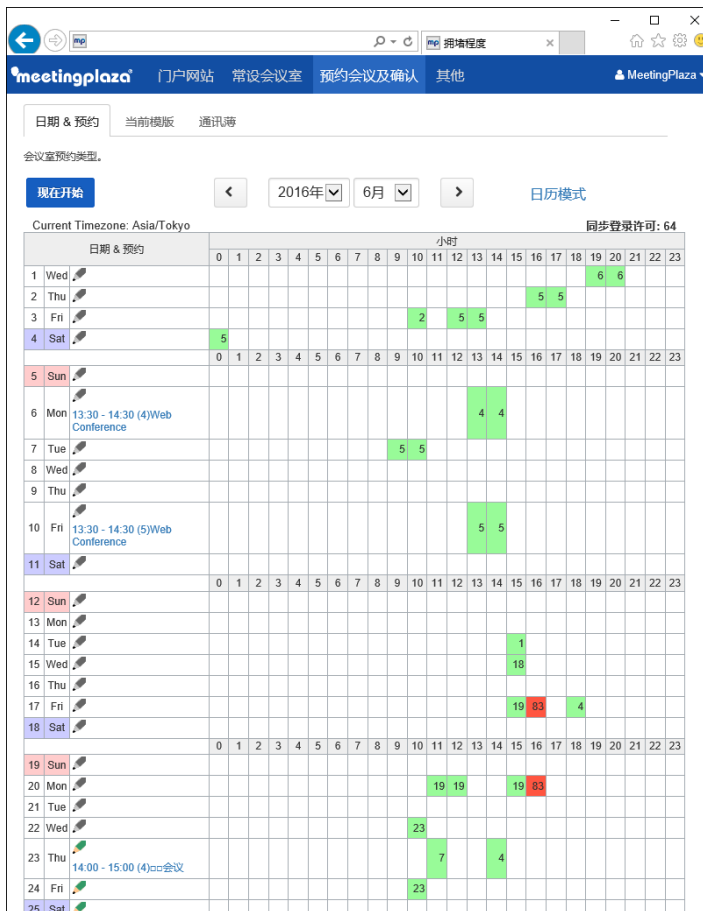 mp
mp 拥堵程度
meetingplaza 门户网站 常设会议室 预约会议及确认 其他 MeetingPlaza
日期 & 预约 当前模版 通讯薄
会议室预约类型。
现在开始 2016年 6月 日历模式
Current Timezone: Asia/Tokyo 同步登录许可: 64
日期 & 预约 小时
0 1 2 3 4 5 6 7 8 9 10 11 12 13 14 15 16 17 18 19 20 21 22 23
1 Wed 6 6
2 Thu 5 5
3 Fri 2 5 5
4 Sat 5
0 1 2 3 4 5 6 7 8 9 10 11 12 13 14 15 16 17 18 19 20 21 22 23
5 Sun
6 Mon 13:30 - 14:30 (4)Web 4 4
Conference
7 Tue 5 5
8 Wed
9 Thu
10 Fri 13:30 - 14:30 (5)Web 5 5
Conference
11 Sat
0 1 2 3 4 5 6 7 8 9 10 11 12 13 14 15 16 17 18 19 20 21 22 23
12 Sun
13 Mon
14 Tue 1
15 Wed 18
16 Thu
17 Fri 19 83 4
18 Sat
0 1 2 3 4 5 6 7 8 9 10 11 12 13 14 15 16 17 18 19 20 21 22 23
19 Sun
20 Mon 19 19 19 83
21 Tue
22 Wed 23
23 Thu 7 4
14:00 - 15:00 (4)□□会议
24 Fri 23
25 Sat